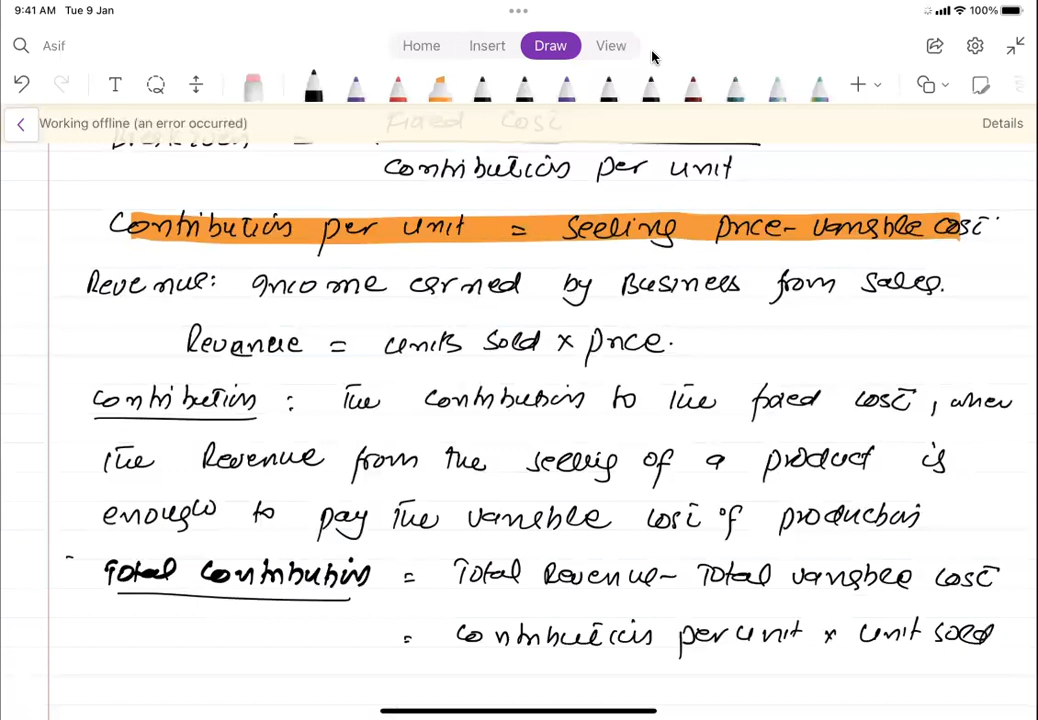 9:41 AM Tue 9 Jan
100%
Asif
Home Insert Draw View
Working offline (an error occurred)
Details
Breakeven = Fixed Cost
Contribution per unit
Contribution per unit = Seeling Price - variable cost
Revenue: Income earned by Business from sales.
Revanue = units sold x price.
Contribution : The contribution to the fixed cost, when
the Revenue from the selling of a product is
enough to pay the variable cost of production
Total Contribution = Total Revenue - Total variable cost
= contribution per unit x unit sold